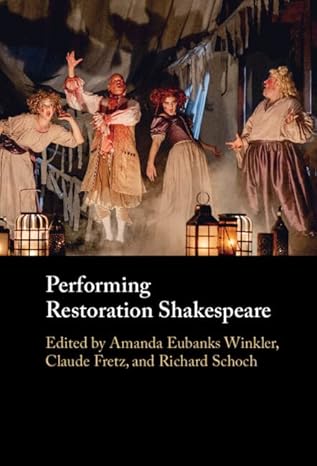 Performing
Restoration Shakespeare
Edited by Amanda Eubanks Winkler,
Claude Fretz, and Richard Schoch